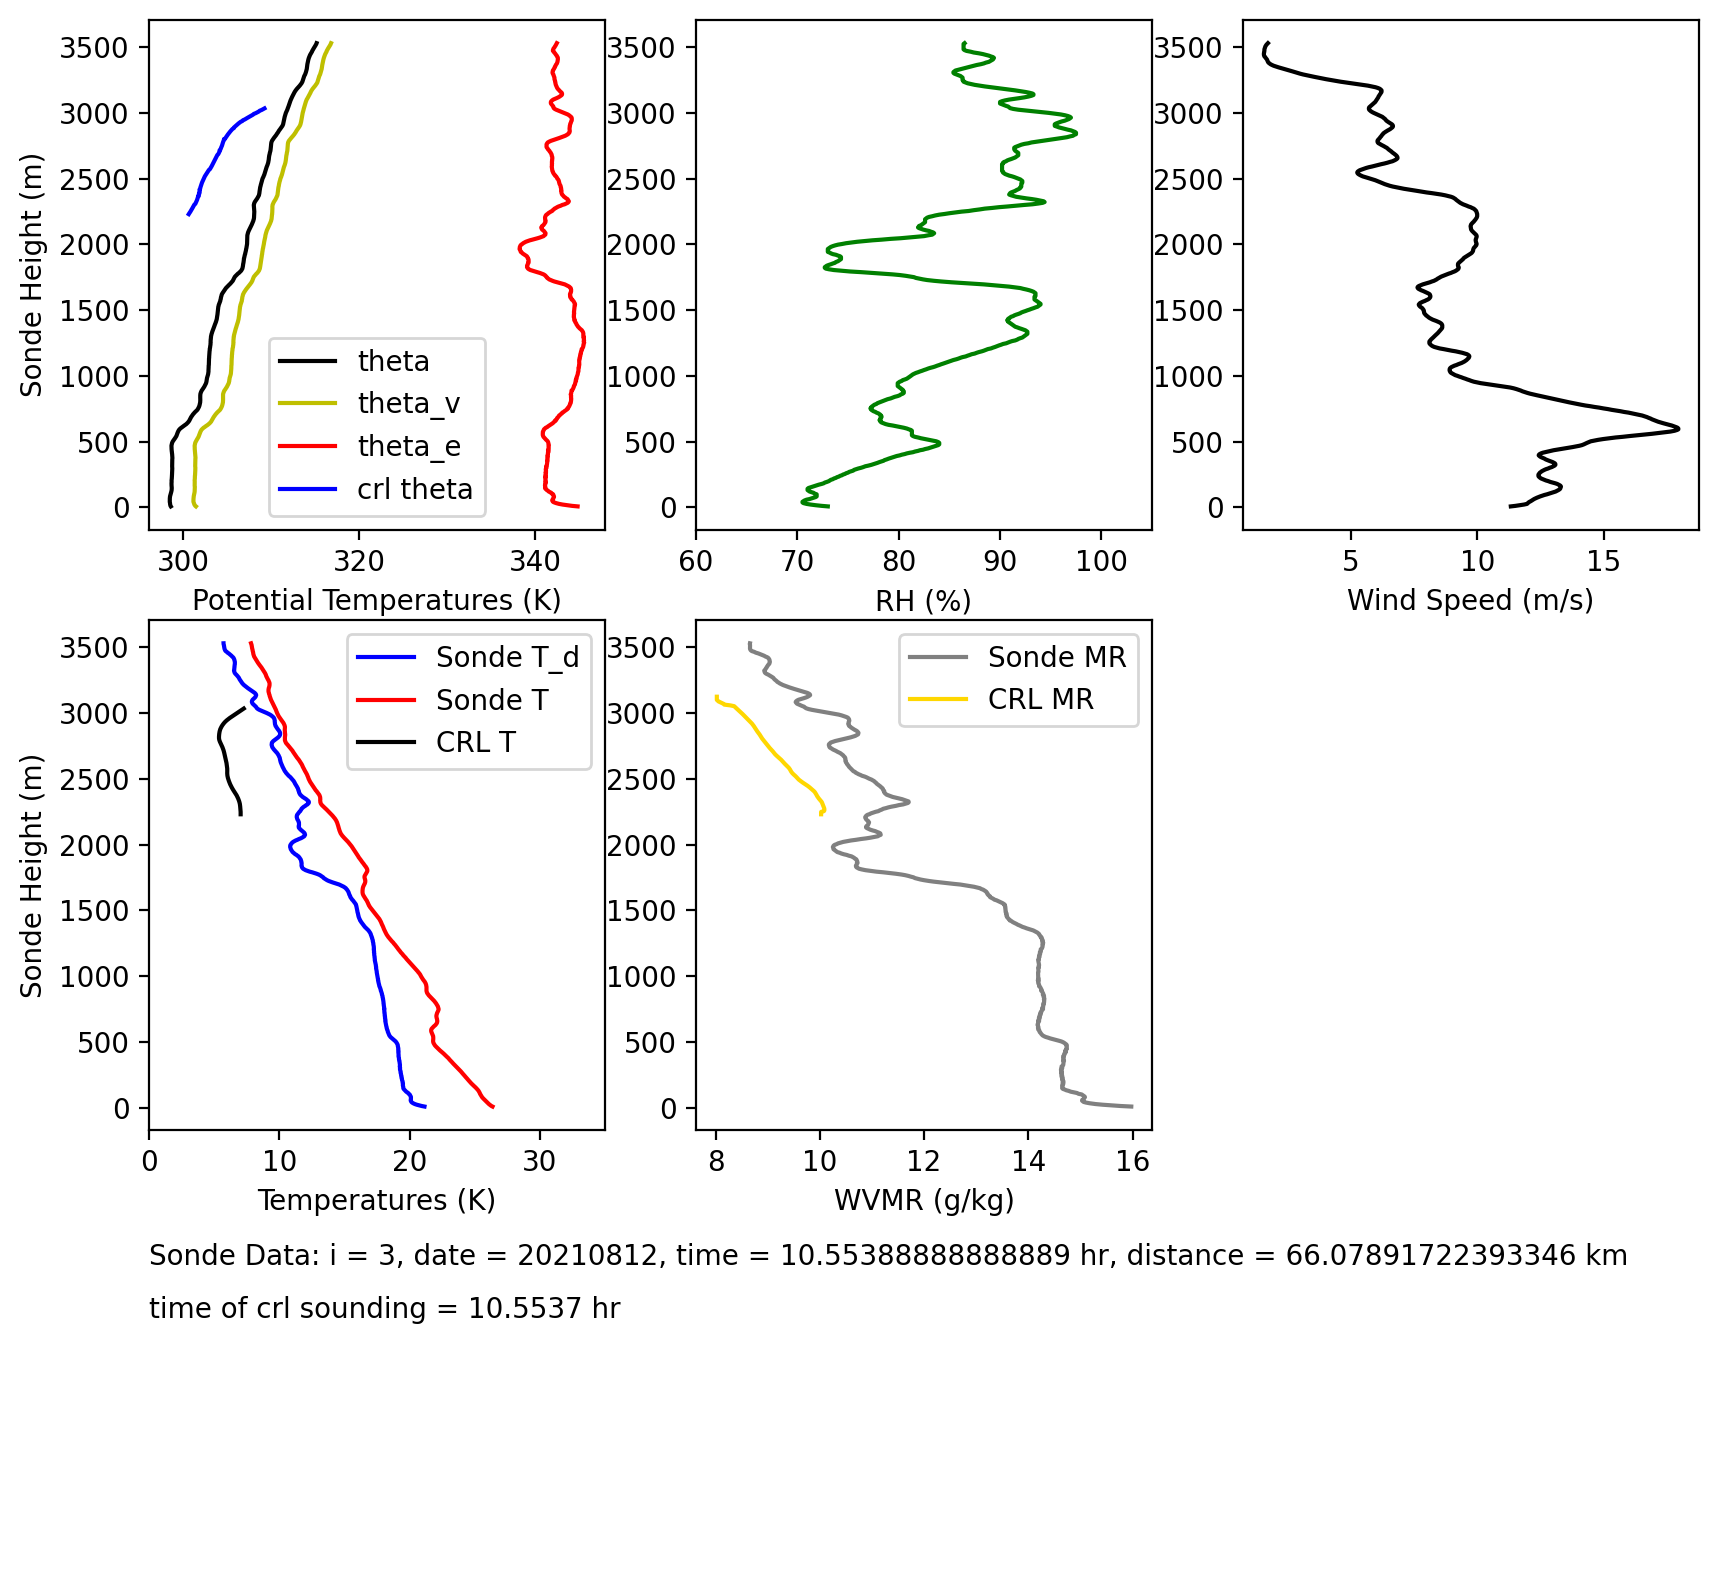 3500
3000
2500
2000
1500
1000
500
0
Sonde Height (m)
theta
theta_v
theta_e
crl theta
300 320 340
Potential Temperatures (K)
3500
3000
2500
2000
1500
1000
500
0
60 70 80 90 100
RH (%)
3500
3000
2500
2000
1500
1000
500
0
5 10 15
Wind Speed (m/s)
3500
3000
2500
2000
1500
1000
500
0
Sonde Height (m)
Sonde T_d
Sonde T
CRL T
0 10 20 30
Temperatures (K)
3500
3000
2500
2000
1500
1000
500
0
Sonde MR
CRL MR
8 10 12 14 16
WVMR (g/kg)
Sonde Data: i = 3, date = 20210812, time = 10.55388888888889 hr, distance = 66.07891722393346 km
time of crl sounding = 10.5537 hr